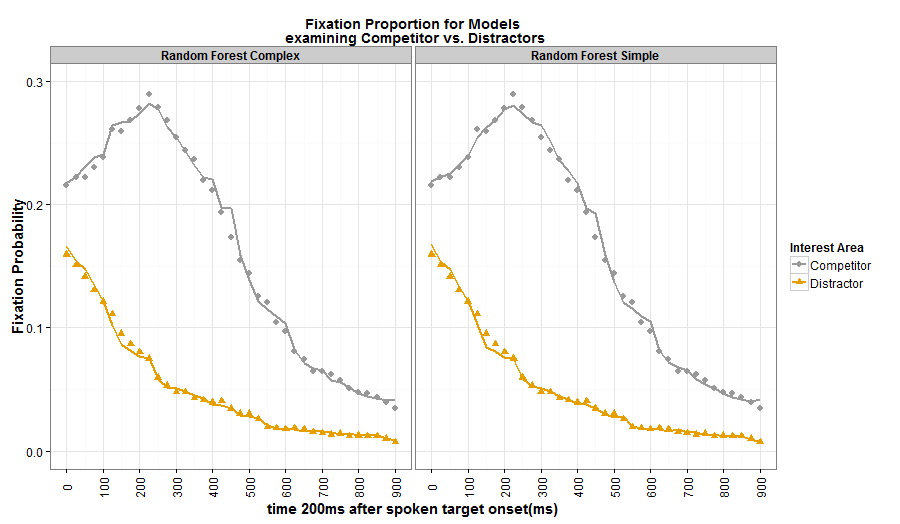 Fixation Proportion for Models
examining Competitor vs. Distractors
Random Forest Complex
Random Forest Simple
Fixation Probability
0.3
0.2
0.1
0.0
0 100 200 300 400 500 600 700 800 900
0 100 200 300 400 500 600 700 800 900
time 200ms after spoken target onset(ms)
Interest Area
Competitor
Distractor